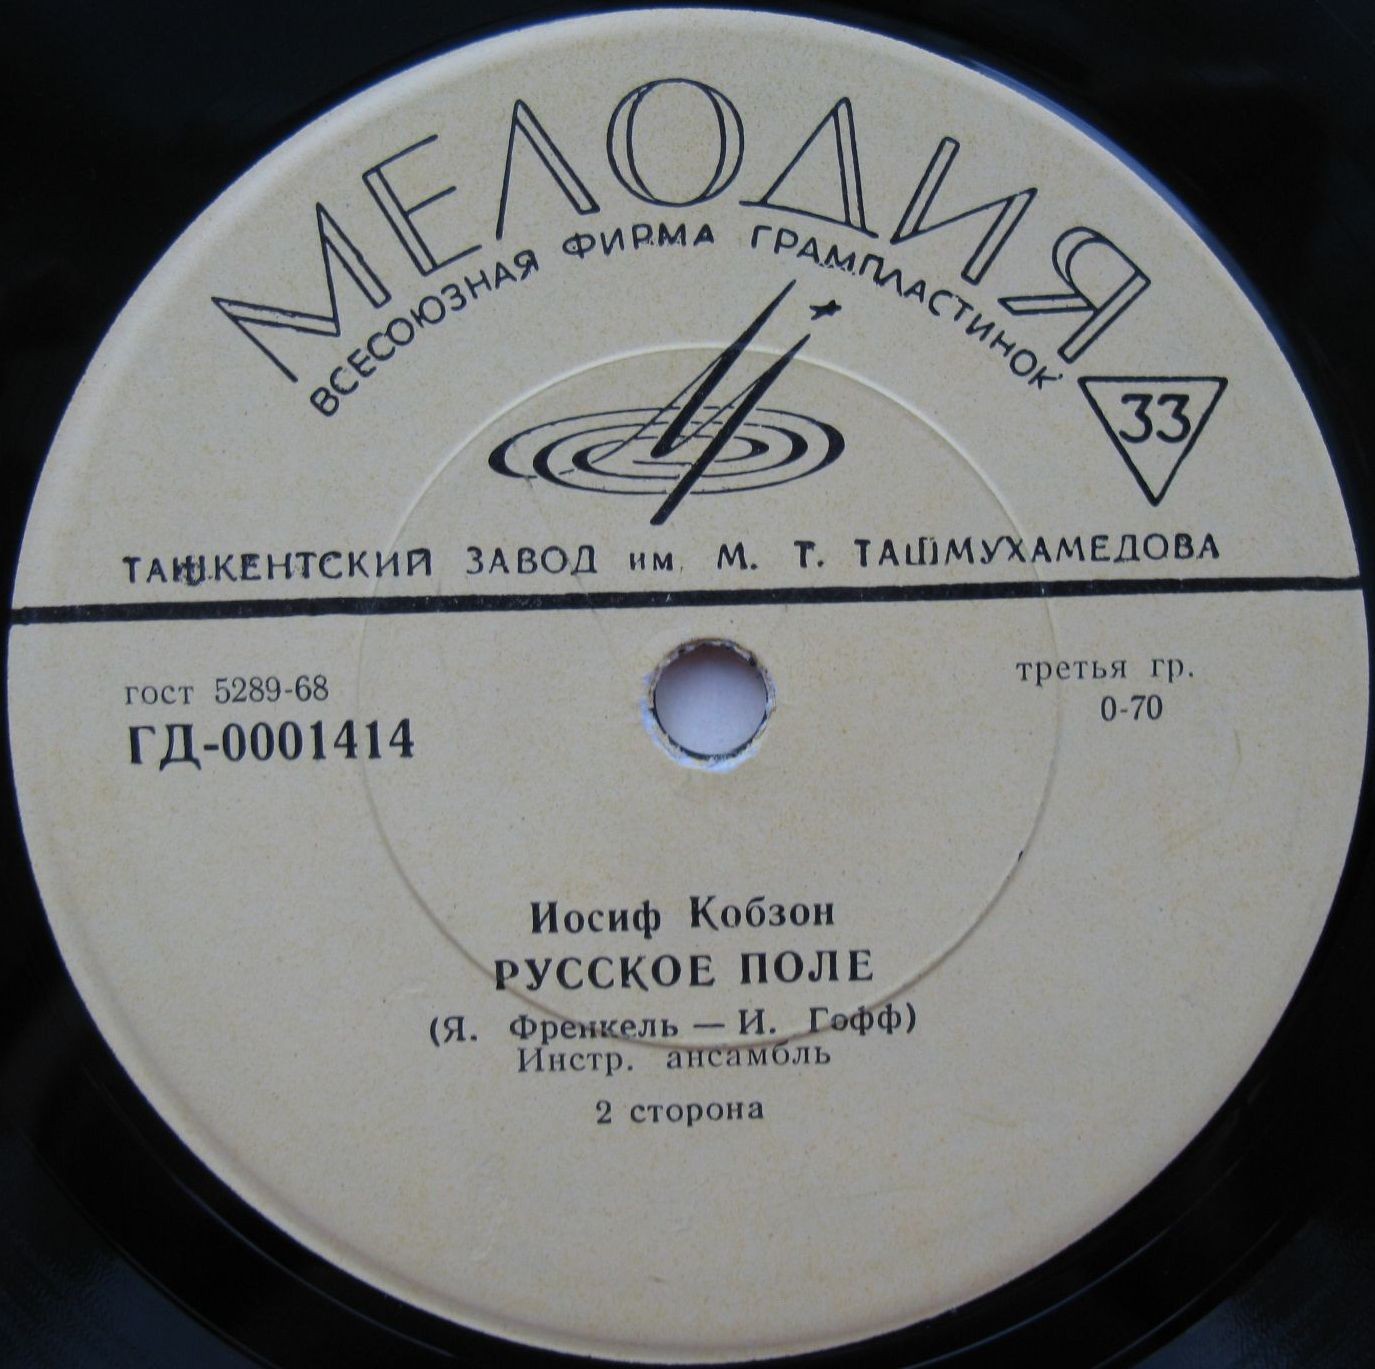 МЕЛОДИЯ
ВСЕСОЮЗНАЯ ФИРМА ГРАМПЛАСТИНОК
33
ТАШКЕНТСКИЙ ЗАВОД им. М. Т. ТАШМУХАМЕДОВА
гост 5289-68
ГД-0001414
третья гр.
0-70
Иосиф Кобзон
РУССКОЕ ПОЛЕ
(Я. Френкель — И. Гофф)
Инстр. ансамбль
2 сторона